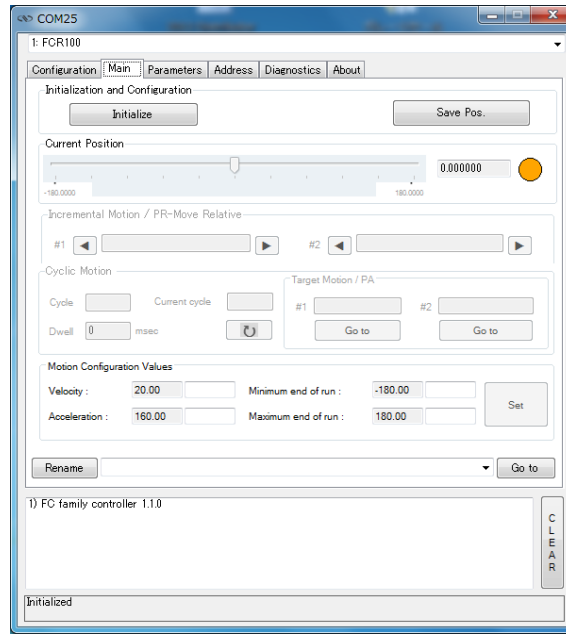 COM25
1: FCR100
Configuration Main Parameters Address Diagnostics About
Initialization and Configuration
Initialize Save Pos.
Current Position
0.000000
-180.0000 180.0000
Incremental Motion / PR-Move Relative
#1 #2
Cyclic Motion
Target Motion / PA
Cycle Current cycle
#1 #2
Dwell 0 msec
Go to Go to
Motion Configuration Values
Velocity : 20.00 Minimum end of run : -180.00
Set
Acceleration : 160.00 Maximum end of run : 180.00
Rename Go to
1) FC family controller 1.1.0
CLEAR
Initialized